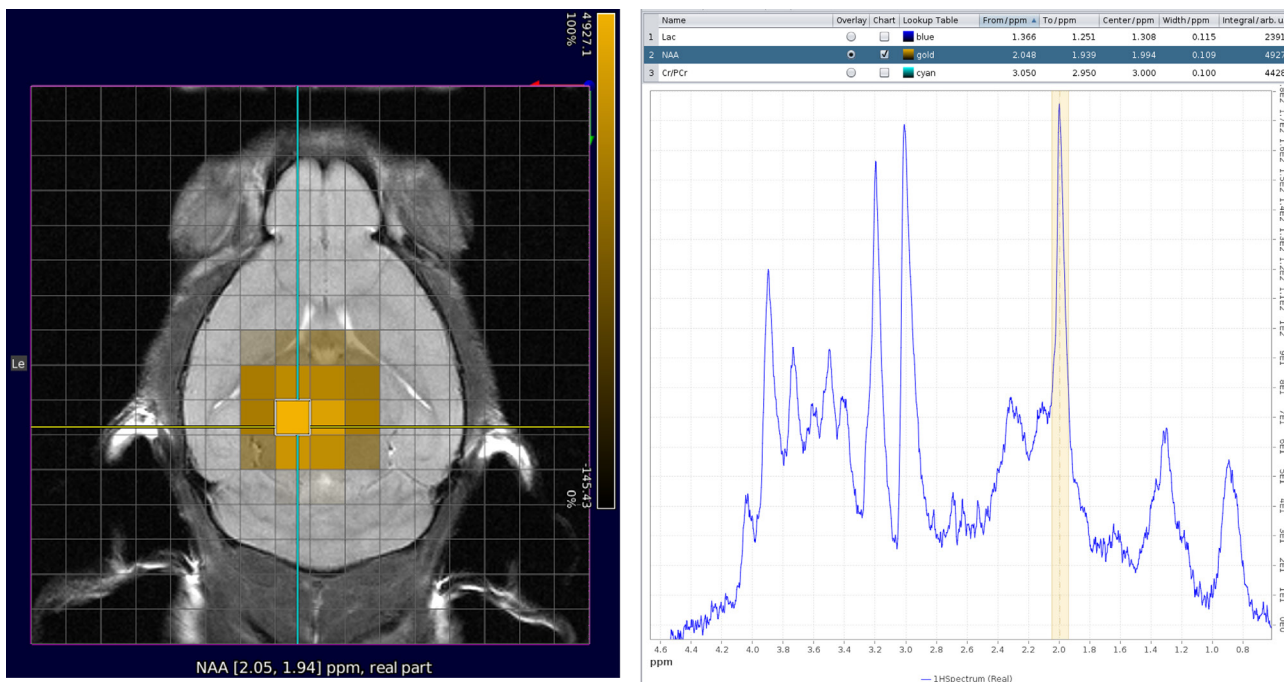 4'927.1
100%
Le
-145.43
0%
NAA [2.05, 1.94] ppm, real part
Name Overlay Chart Lookup Table From/ppm To/ppm Center/ppm Width/ppm Integral/arb. u
1 Lac blue 1.366 1.251 1.308 0.115 2391
2 NAA gold 2.048 1.939 1.994 0.109 4927
3 Cr/PCr cyan 3.050 2.950 3.000 0.100 4428
4.6 4.4 4.2 4.0 3.8 3.6 3.4 3.2 3.0 2.8 2.6 2.4 2.2 2.0 1.8 1.6 1.4 1.2 1.0 0.8
ppm
1HSpectrum (Real)